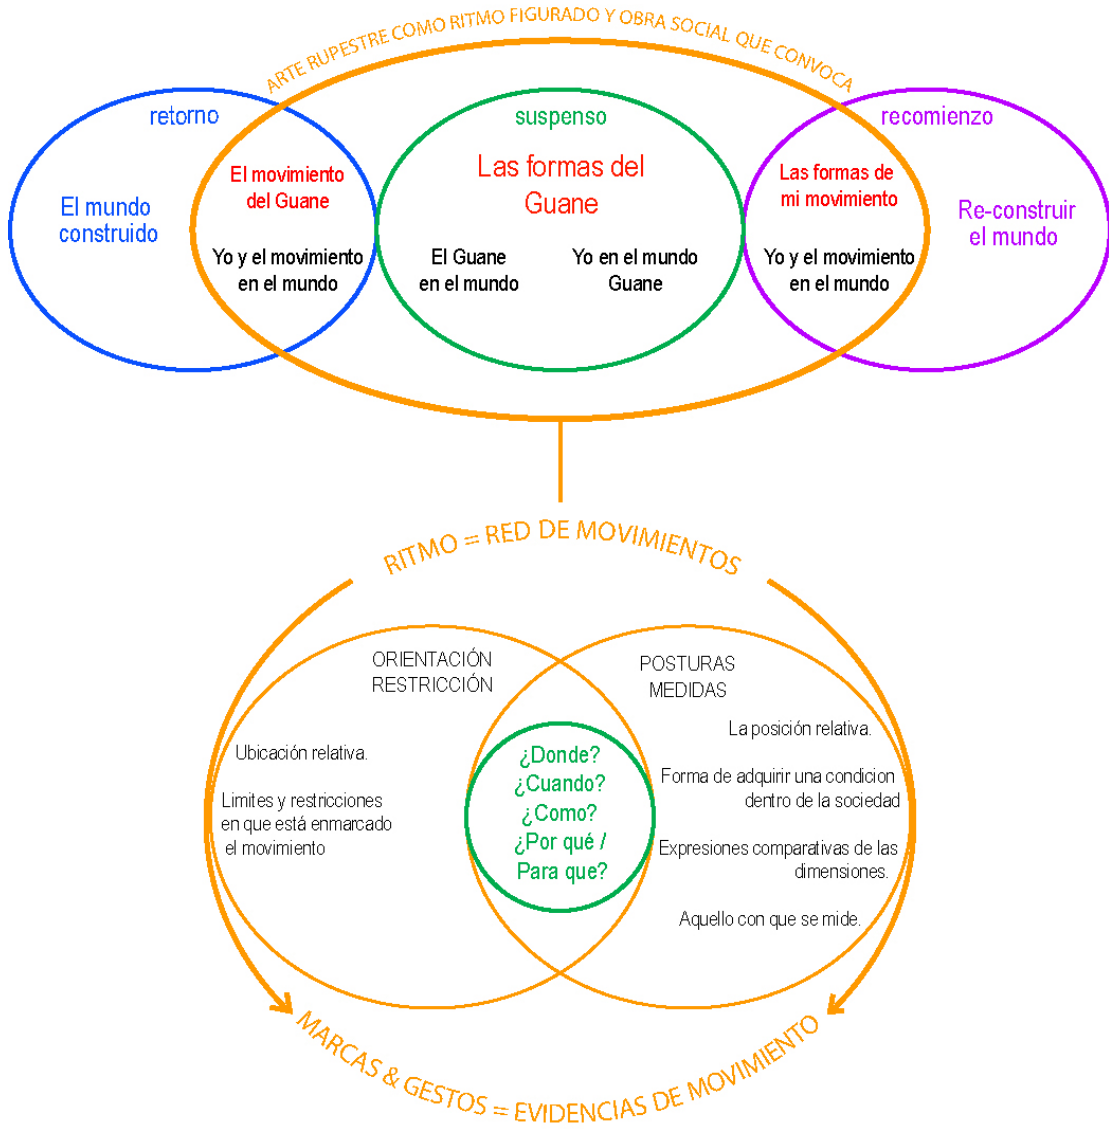 ARTE RUPESTRE COMO RITMO FIGURADO Y OBRA SOCIAL QUE CONVOCA
retorno
El mundo
construido
El movimiento
del Guane
Yo y el movimiento
en el mundo
suspenso
Las formas del
Guane
El Guane
en el mundo
Yo en el mundo
Guane
recomienzo
Las formas de
mi movimiento
Yo y el movimiento
en el mundo
Re-construir
el mundo
RITMO = RED DE MOVIMIENTOS
ORIENTACIÓN
RESTRICCIÓN
Ubicación relativa.
Limites y restricciones
en que está enmarcado
el movimiento
¿Donde?
¿Cuando?
¿Como?
¿Por qué /
Para que?
POSTURAS
MEDIDAS
La posición relativa.
Forma de adquirir una condicion
dentro de la sociedad
Expresiones comparativas de las
dimensiones.
Aquello con que se mide.
MARCAS & GESTOS = EVIDENCIAS DE MOVIMIENTO